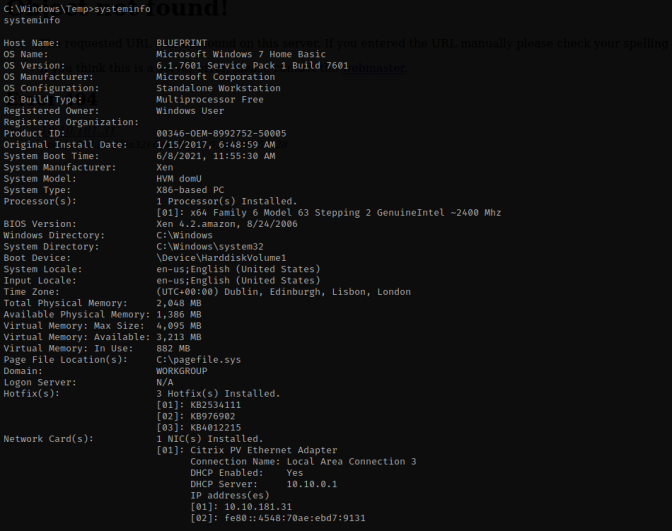 C:\Windows\Temp>systeminfo
systeminfo
Host Name: BLUEPRINT
OS Name: Microsoft Windows 7 Home Basic
OS Version: 6.1.7601 Service Pack 1 Build 7601
OS Manufacturer: Microsoft Corporation
OS Configuration: Standalone Workstation
OS Build Type: Multiprocessor Free
Registered Owner: Windows User
Registered Organization:
Product ID: 00346-OEM-8992752-50005
Original Install Date: 1/15/2017, 6:48:59 AM
System Boot Time: 6/8/2021, 11:55:30 AM
System Manufacturer: Xen
System Model: HVM domU
System Type: X86-based PC
Processor(s): 1 Processor(s) Installed.
[01]: x64 Family 6 Model 63 Stepping 2 GenuineIntel ~2400 Mhz
BIOS Version: Xen 4.2.amazon, 8/24/2006
Windows Directory: C:\Windows
System Directory: C:\Windows\system32
Boot Device: \Device\HarddiskVolume1
System Locale: en-us;English (United States)
Input Locale: en-us;English (United States)
Time Zone: (UTC+00:00) Dublin, Edinburgh, Lisbon, London
Total Physical Memory: 2,048 MB
Available Physical Memory: 1,386 MB
Virtual Memory: Max Size: 4,095 MB
Virtual Memory: Available: 3,213 MB
Virtual Memory: In Use: 882 MB
Page File Location(s): C:\pagefile.sys
Domain: WORKGROUP
Logon Server: N/A
Hotfix(s): 3 Hotfix(s) Installed.
[01]: KB2534111
[02]: KB976902
[03]: KB4012215
Network Card(s): 1 NIC(s) Installed.
[01]: Citrix PV Ethernet Adapter
Connection Name: Local Area Connection 3
DHCP Enabled: Yes
DHCP Server: 10.10.0.1
IP address(es)
[01]: 10.10.181.31
[02]: fe80::4548:70ae:ebd7:9131